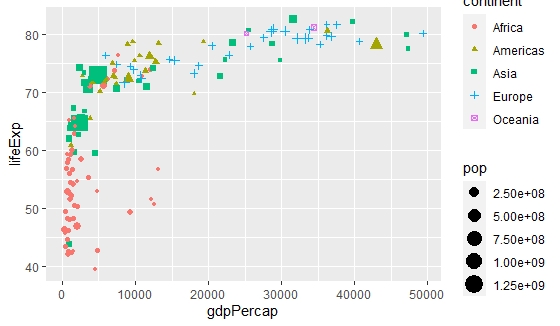 continent
Africa
Americas
Asia
Europe
Oceania
pop
2.50e+08
5.00e+08
7.50e+08
1.00e+09
1.25e+09
lifeExp
80
70
60
50
40
0 10000 20000 30000 40000 50000
gdpPercap